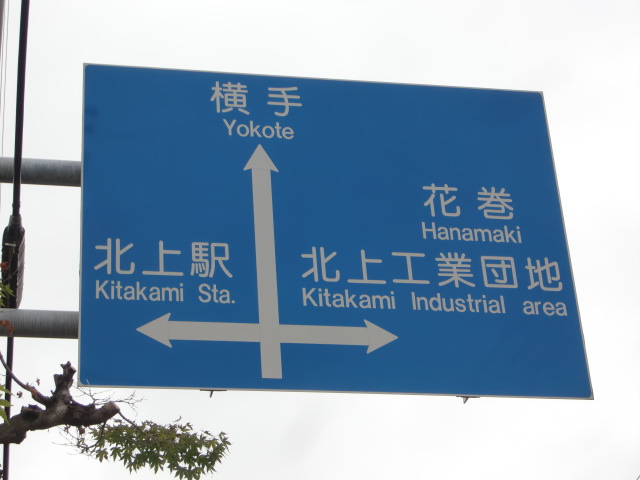 横手
Yokote
花巻
Hanamaki
北上駅
Kitakami Sta.
北上工業団地
Kitakami Industrial area